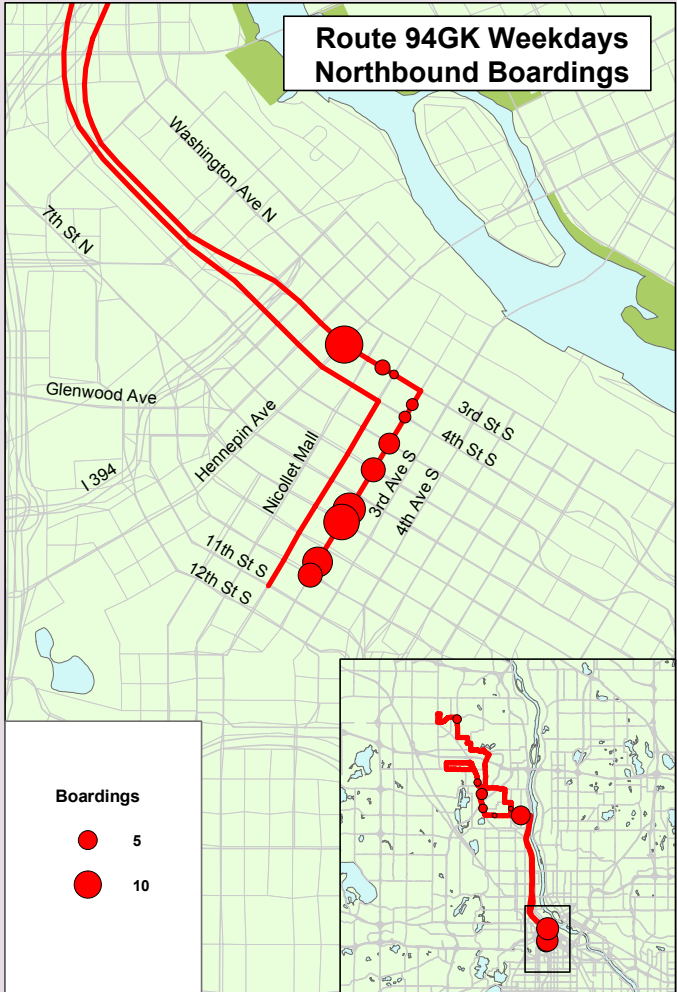 Route 94GK Weekdays
Northbound Boardings
Washington Ave N
7th St N
Glenwood Ave
Hennepin Ave
Nicollet Mall
I 394
3rd St S
4th St S
3rd Ave S
4th Ave S
11th St S
12th St S
Boardings
5
10